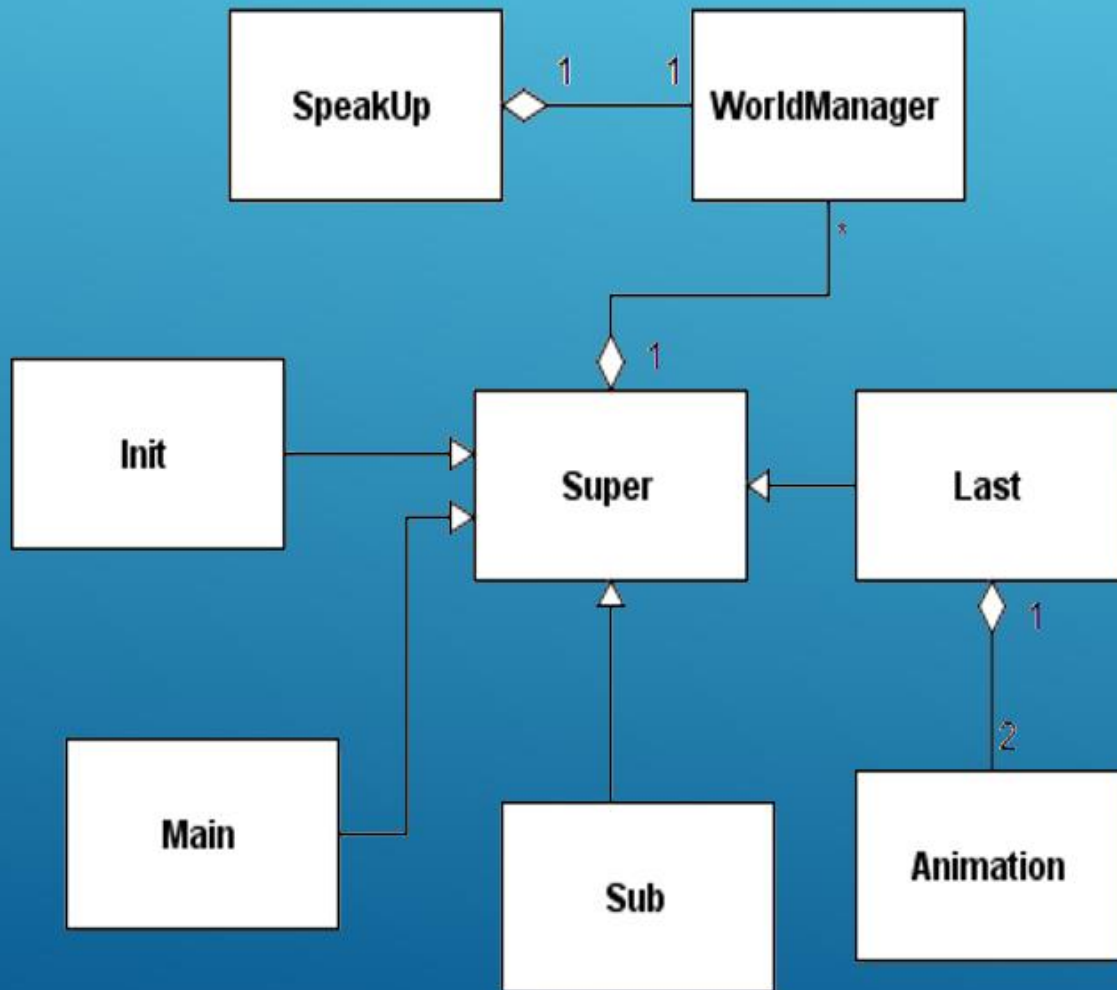 SpeakUp
1
1
WorldManager
*
1
Init
Super
Last
1
2
Main
Sub
Animation